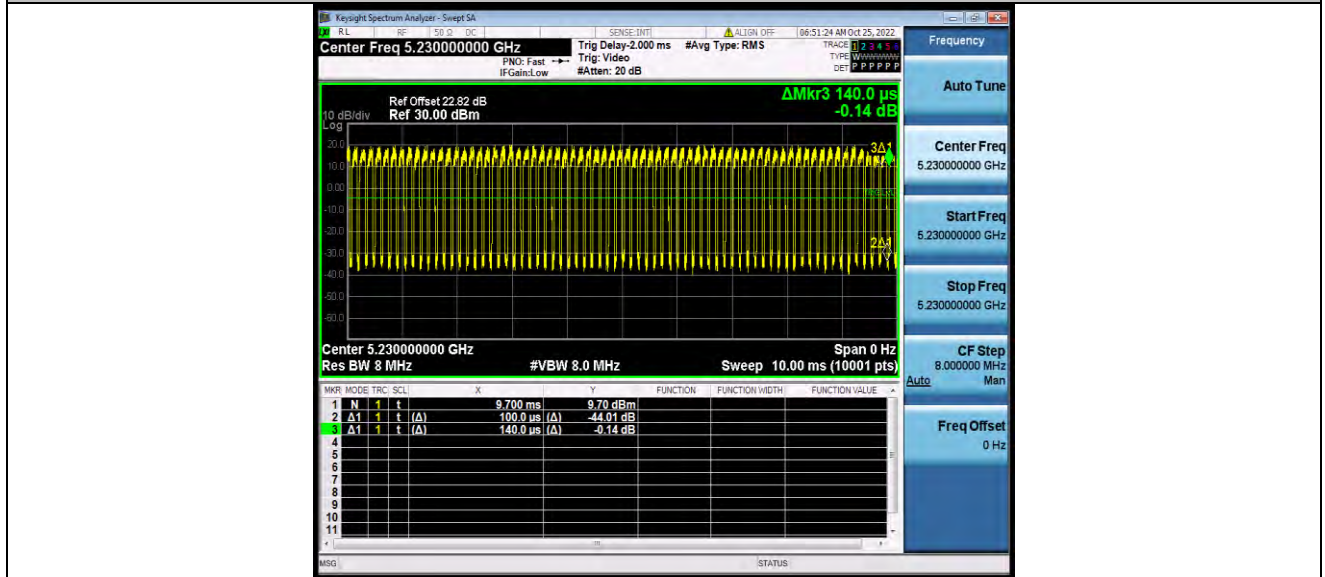 Keysight Spectrum Analyzer - Swept SA
RL RF 50 Ω DC SENSE:INT ALIGN OFF 06:51:24 AM Oct 25, 2022
Center Freq 5.230000000 GHz
PNO: Fast
IFGain:Low
Trig Delay-2.000 ms
Trig: Video
#Atten: 20 dB
#Avg Type: RMS
TRACE 1 2 3 4 5 6
TYPE WWWWWW
DET P P P P P P
Ref Offset 22.82 dB
Ref 30.00 dBm
10 dB/div
Log
ΔMkr3 140.0 µs
-0.14 dB
20.0
10.0
0.00
-10.0
-20.0
-30.0
-40.0
-50.0
-60.0
3Δ1
2Δ1
Center 5.230000000 GHz Span 0 Hz
Res BW 8 MHz #VBW 8.0 MHz Sweep 10.00 ms (10001 pts)
MKR MODE TRC SCL X Y FUNCTION FUNCTION WIDTH FUNCTION VALUE
1 N 1 t 9.700 ms 9.70 dBm
2 Δ1 1 t (Δ) 100.0 µs (Δ) -44.01 dB
3 Δ1 1 t (Δ) 140.0 µs (Δ) -0.14 dB
4
5
6
7
8
9
10
11
MSG STATUS
Frequency
Auto Tune
Center Freq
5.230000000 GHz
Start Freq
5.230000000 GHz
Stop Freq
5.230000000 GHz
CF Step
8.000000 MHz
Auto Man
Freq Offset
0 Hz